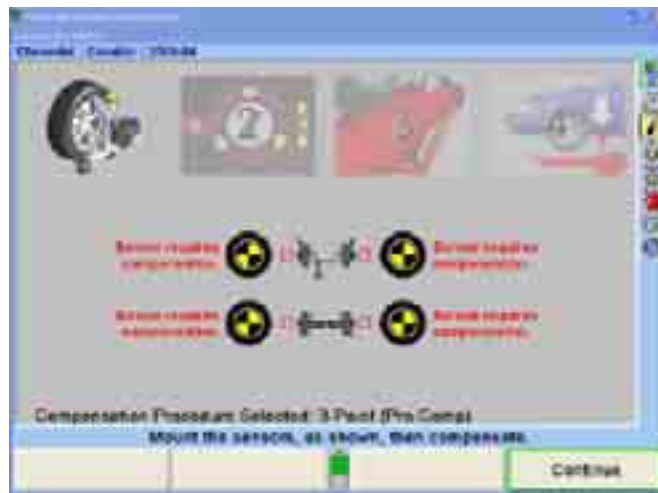 Chevrolet : Cavalier :
2
Sensor requires
compensation.
Sensor requires
compensation.
Sensor requires
compensation.
Sensor requires
compensation.
Compensation Procedure Selected: 3-Point (Pro-Comp)
Mount the sensors, as shown, then compensate.
Continue